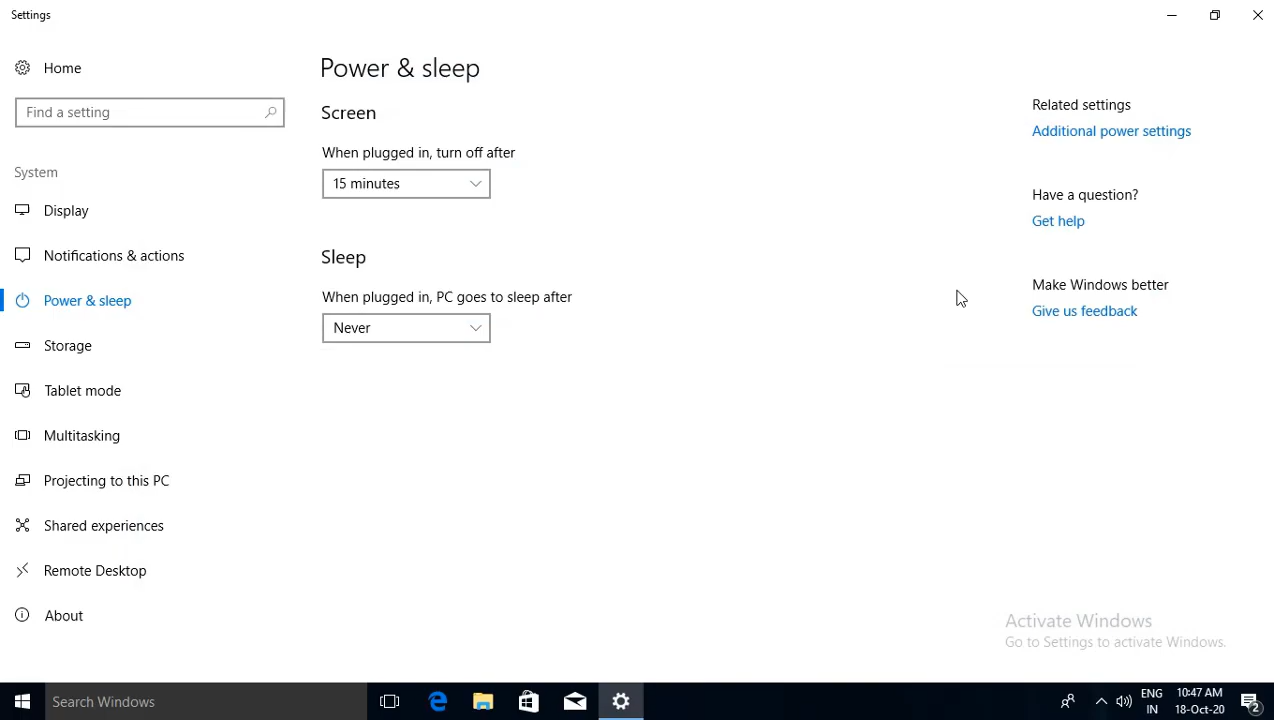 Settings
Home
Find a setting
System
Display
Notifications & actions
Power & sleep
Storage
Tablet mode
Multitasking
Projecting to this PC
Shared experiences
Remote Desktop
About
Power & sleep
Screen
When plugged in, turn off after
15 minutes
Sleep
When plugged in, PC goes to sleep after
Never
Related settings
Additional power settings
Have a question?
Get help
Make Windows better
Give us feedback
Activate Windows
Go to Settings to activate Windows.
Search Windows
ENG
IN
10:47 AM
18-Oct-20
2